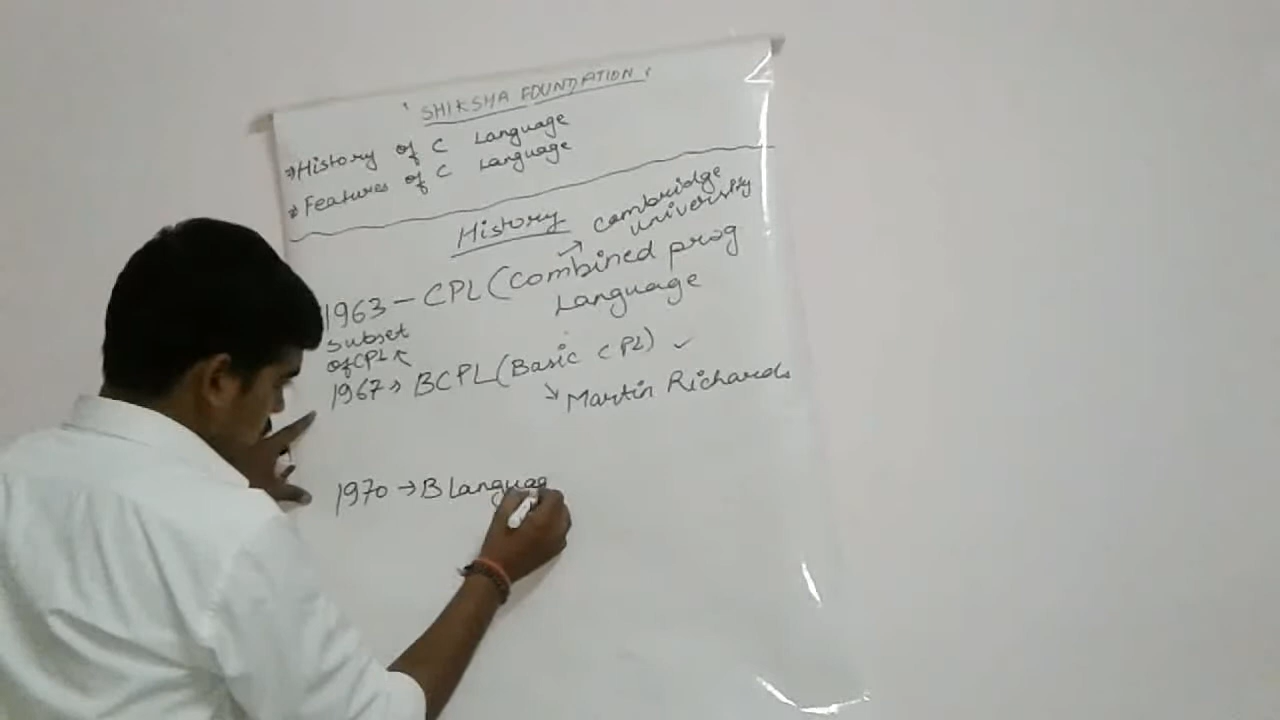 ' SHIKSHA FOUNDATION '
→History of C Language
→Features of C Language
History
→ Cambridge
University
1963 - CPL (Combined prog
Language
subset
of CPL ↖
1967→ BCPL (Basic CPL) ✓
↘ Martin Richards
1970 → B Languag